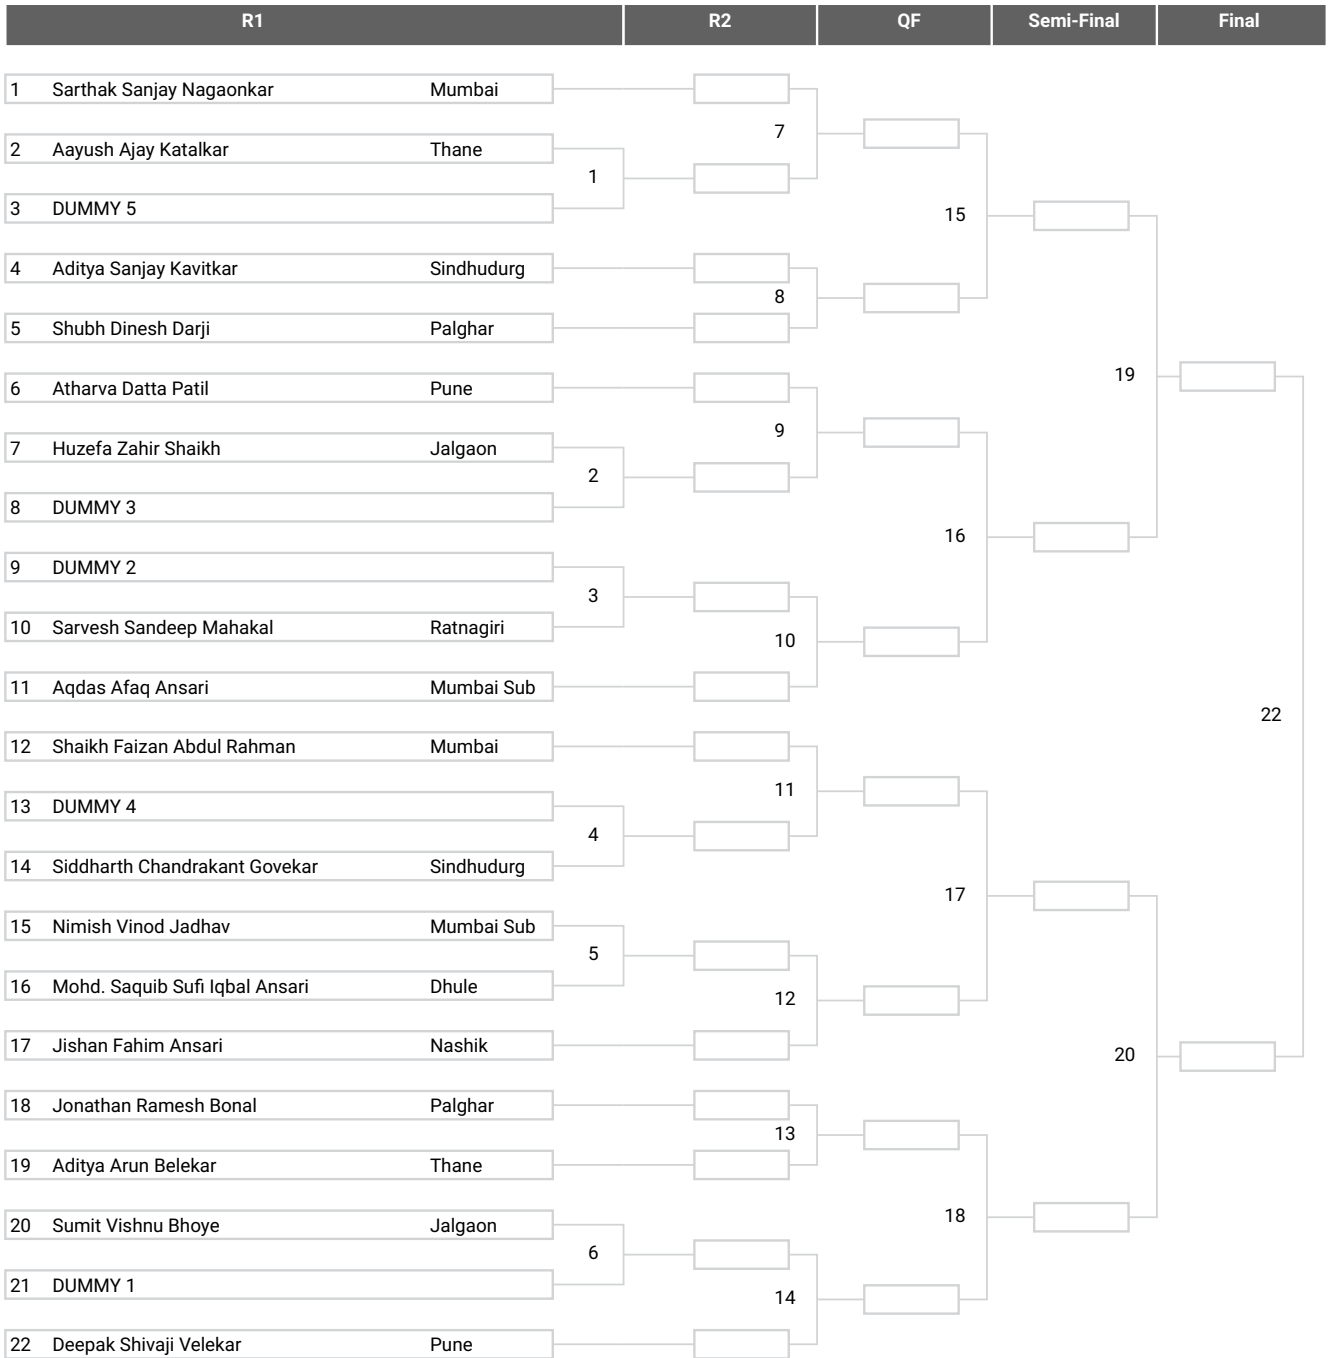 R1 R2 QF Semi-Final Final
1 Sarthak Sanjay Nagaonkar Mumbai
7
2 Aayush Ajay Katalkar Thane
1
3 DUMMY 5
15
4 Aditya Sanjay Kavitkar Sindhudurg
8
5 Shubh Dinesh Darji Palghar
19
6 Atharva Datta Patil Pune
9
7 Huzefa Zahir Shaikh Jalgaon
2
8 DUMMY 3
16
9 DUMMY 2
3
10 Sarvesh Sandeep Mahakal Ratnagiri
10
11 Aqdas Afaq Ansari Mumbai Sub
22
12 Shaikh Faizan Abdul Rahman Mumbai
11
13 DUMMY 4
4
14 Siddharth Chandrakant Govekar Sindhudurg
17
15 Nimish Vinod Jadhav Mumbai Sub
5
16 Mohd. Saquib Sufi Iqbal Ansari Dhule
12
17 Jishan Fahim Ansari Nashik
20
18 Jonathan Ramesh Bonal Palghar
13
19 Aditya Arun Belekar Thane
18
20 Sumit Vishnu Bhoye Jalgaon
6
21 DUMMY 1
14
22 Deepak Shivaji Velekar Pune